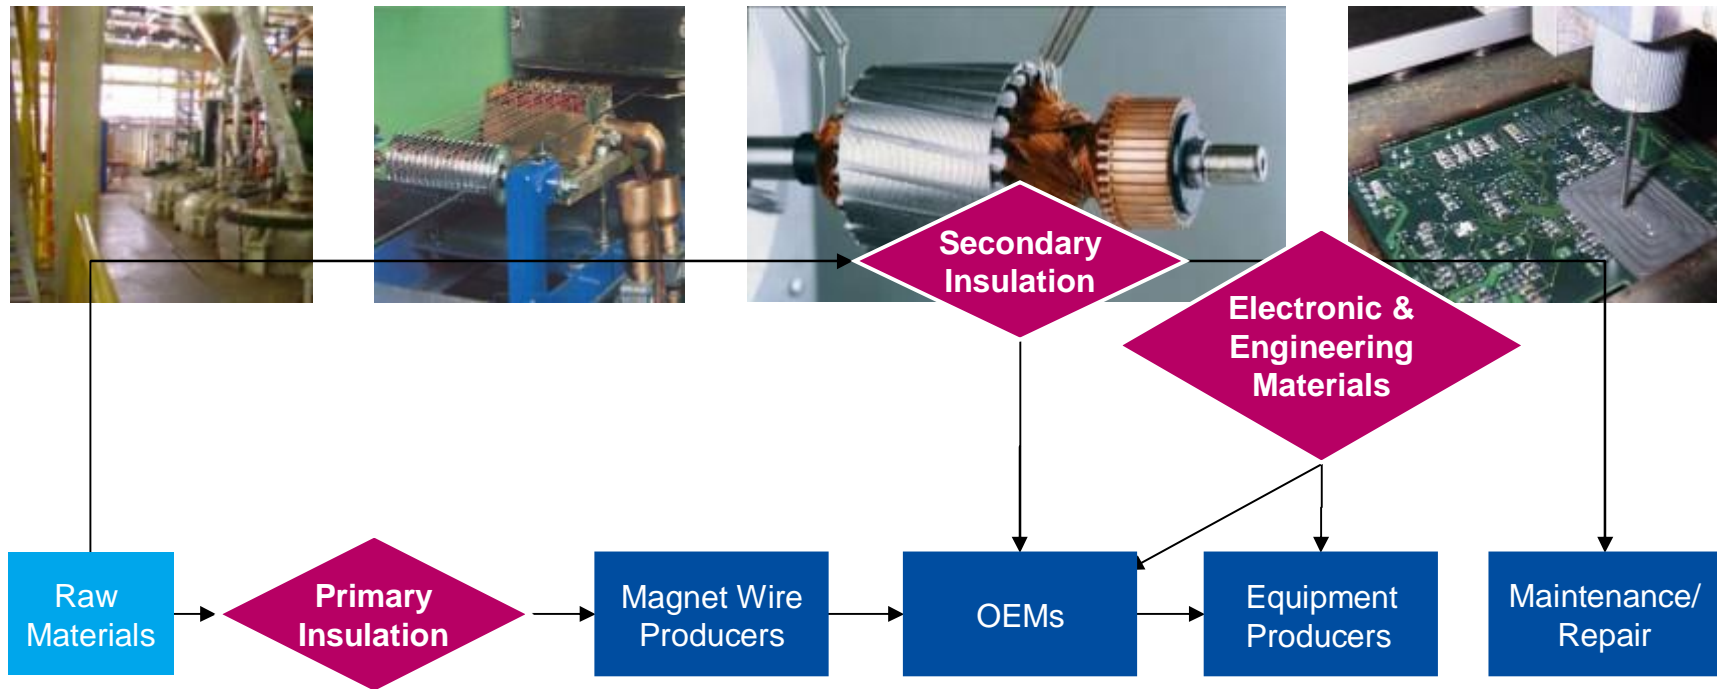 Secondary
Insulation
Electronic &
Engineering
Materials
Raw
Materials
Primary
Insulation
Magnet Wire
Producers
OEMs
Equipment
Producers
Maintenance/
Repair